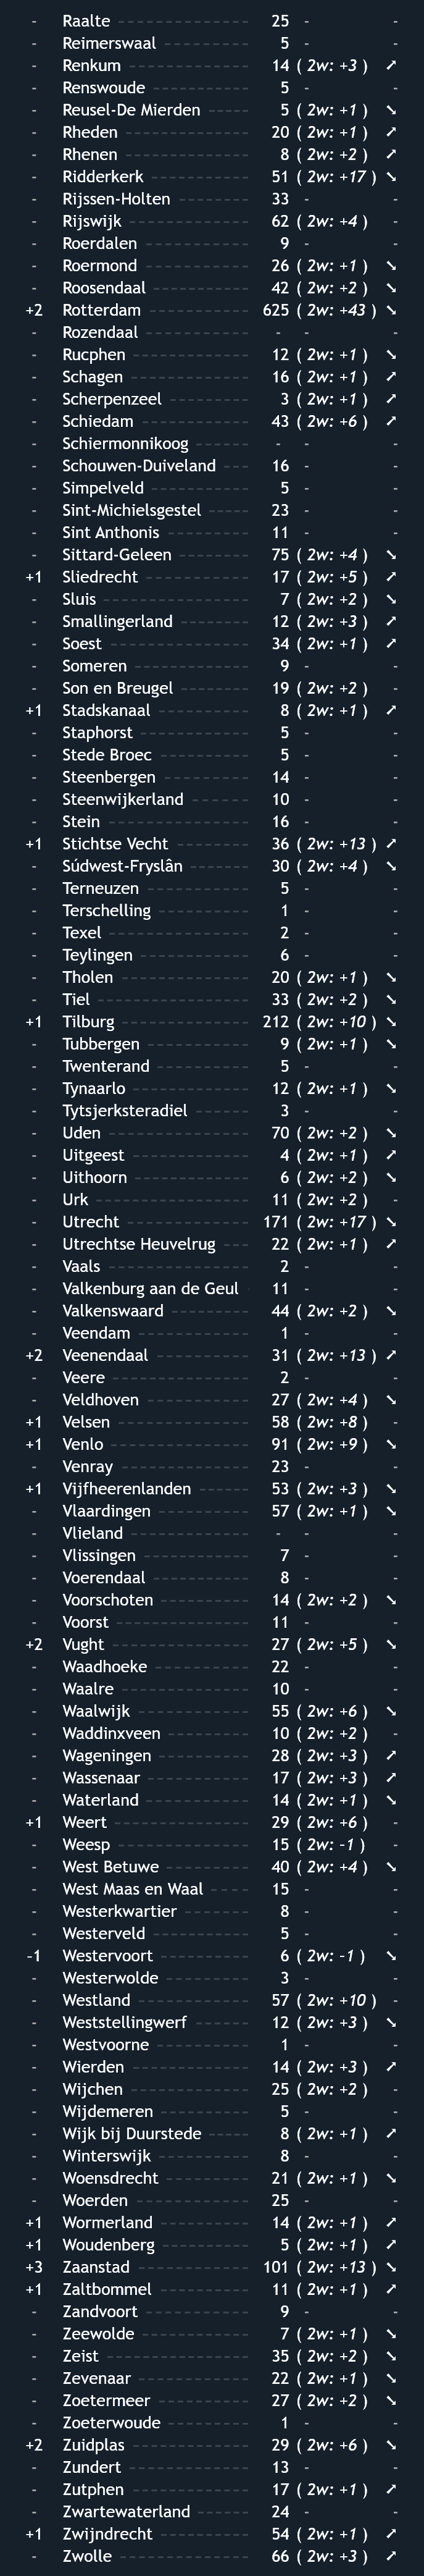 - Raalte 25 - -
- Reimerswaal 5 - -
- Renkum 14 ( 2w: +3 ) ➚
- Renswoude 5 - -
- Reusel-De Mierden 5 ( 2w: +1 ) ➘
- Rheden 20 ( 2w: +1 ) ➚
- Rhenen 8 ( 2w: +2 ) ➚
- Ridderkerk 51 ( 2w: +17 ) ➘
- Rijssen-Holten 33 - -
- Rijswijk 62 ( 2w: +4 ) -
- Roerdalen 9 - -
- Roermond 26 ( 2w: +1 ) ➘
- Roosendaal 42 ( 2w: +2 ) ➘
+2 Rotterdam 625 ( 2w: +43 ) ➘
- Rozendaal - - -
- Rucphen 12 ( 2w: +1 ) ➘
- Schagen 16 ( 2w: +1 ) ➚
- Scherpenzeel 3 ( 2w: +1 ) ➚
- Schiedam 43 ( 2w: +6 ) ➚
- Schiermonnikoog - - -
- Schouwen-Duiveland 16 - -
- Simpelveld 5 - -
- Sint-Michielsgestel 23 - -
- Sint Anthonis 11 - -
- Sittard-Geleen 75 ( 2w: +4 ) ➘
+1 Sliedrecht 17 ( 2w: +5 ) ➚
- Sluis 7 ( 2w: +2 ) ➘
- Smallingerland 12 ( 2w: +3 ) ➚
- Soest 34 ( 2w: +1 ) ➚
- Someren 9 - -
- Son en Breugel 19 ( 2w: +2 ) -
+1 Stadskanaal 8 ( 2w: +1 ) ➚
- Staphorst 5 - -
- Stede Broec 5 - -
- Steenbergen 14 - -
- Steenwijkerland 10 - -
- Stein 16 - -
+1 Stichtse Vecht 36 ( 2w: +13 ) ➚
- Súdwest-Fryslân 30 ( 2w: +4 ) ➘
- Terneuzen 5 - -
- Terschelling 1 - -
- Texel 2 - -
- Teylingen 6 - -
- Tholen 20 ( 2w: +1 ) ➘
- Tiel 33 ( 2w: +2 ) ➘
+1 Tilburg 212 ( 2w: +10 ) ➘
- Tubbergen 9 ( 2w: +1 ) ➘
- Twenterand 5 - -
- Tynaarlo 12 ( 2w: +1 ) ➘
- Tytsjerksteradiel 3 - -
- Uden 70 ( 2w: +2 ) ➘
- Uitgeest 4 ( 2w: +1 ) ➚
- Uithoorn 6 ( 2w: +2 ) ➘
- Urk 11 ( 2w: +2 ) -
- Utrecht 171 ( 2w: +17 ) ➘
- Utrechtse Heuvelrug 22 ( 2w: +1 ) ➚
- Vaals 2 - -
- Valkenburg aan de Geul 11 - -
- Valkenswaard 44 ( 2w: +2 ) ➘
- Veendam 1 - -
+2 Veenendaal 31 ( 2w: +13 ) ➚
- Veere 2 - -
- Veldhoven 27 ( 2w: +4 ) ➘
+1 Velsen 58 ( 2w: +8 ) -
+1 Venlo 91 ( 2w: +9 ) ➘
- Venray 23 - -
+1 Vijfheerenlanden 53 ( 2w: +3 ) ➘
- Vlaardingen 57 ( 2w: +1 ) ➘
- Vlieland - - -
- Vlissingen 7 - -
- Voerendaal 8 - -
- Voorschoten 14 ( 2w: +2 ) ➘
- Voorst 11 - -
+2 Vught 27 ( 2w: +5 ) ➘
- Waadhoeke 22 - -
- Waalre 10 - -
- Waalwijk 55 ( 2w: +6 ) ➘
- Waddinxveen 10 ( 2w: +2 ) -
- Wageningen 28 ( 2w: +3 ) ➚
- Wassenaar 17 ( 2w: +3 ) ➚
- Waterland 14 ( 2w: +1 ) ➘
+1 Weert 29 ( 2w: +6 ) -
- Weesp 15 ( 2w: -1 ) -
- West Betuwe 40 ( 2w: +4 ) ➘
- West Maas en Waal 15 - -
- Westerkwartier 8 - -
- Westerveld 5 - -
-1 Westervoort 6 ( 2w: -1 ) ➘
- Westerwolde 3 - -
- Westland 57 ( 2w: +10 ) -
- Weststellingwerf 12 ( 2w: +3 ) ➘
- Westvoorne 1 - -
- Wierden 14 ( 2w: +3 ) ➚
- Wijchen 25 ( 2w: +2 ) -
- Wijdemeren 5 - -
- Wijk bij Duurstede 8 ( 2w: +1 ) ➚
- Winterswijk 8 - -
- Woensdrecht 21 ( 2w: +1 ) ➘
- Woerden 25 - -
+1 Wormerland 14 ( 2w: +1 ) ➚
+1 Woudenberg 5 ( 2w: +1 ) ➚
+3 Zaanstad 101 ( 2w: +13 ) ➘
+1 Zaltbommel 11 ( 2w: +1 ) ➚
- Zandvoort 9 - -
- Zeewolde 7 ( 2w: +1 ) ➘
- Zeist 35 ( 2w: +2 ) ➘
- Zevenaar 22 ( 2w: +1 ) ➘
- Zoetermeer 27 ( 2w: +2 ) ➘
- Zoeterwoude 1 - -
+2 Zuidplas 29 ( 2w: +6 ) ➘
- Zundert 13 - -
- Zutphen 17 ( 2w: +1 ) ➚
- Zwartewaterland 24 - -
+1 Zwijndrecht 54 ( 2w: +1 ) ➚
- Zwolle 66 ( 2w: +3 ) ➚